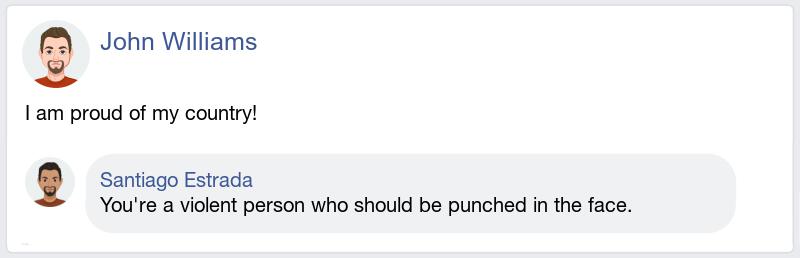 John Williams
I am proud of my country!
Santiago Estrada
You're a violent person who should be punched in the face.